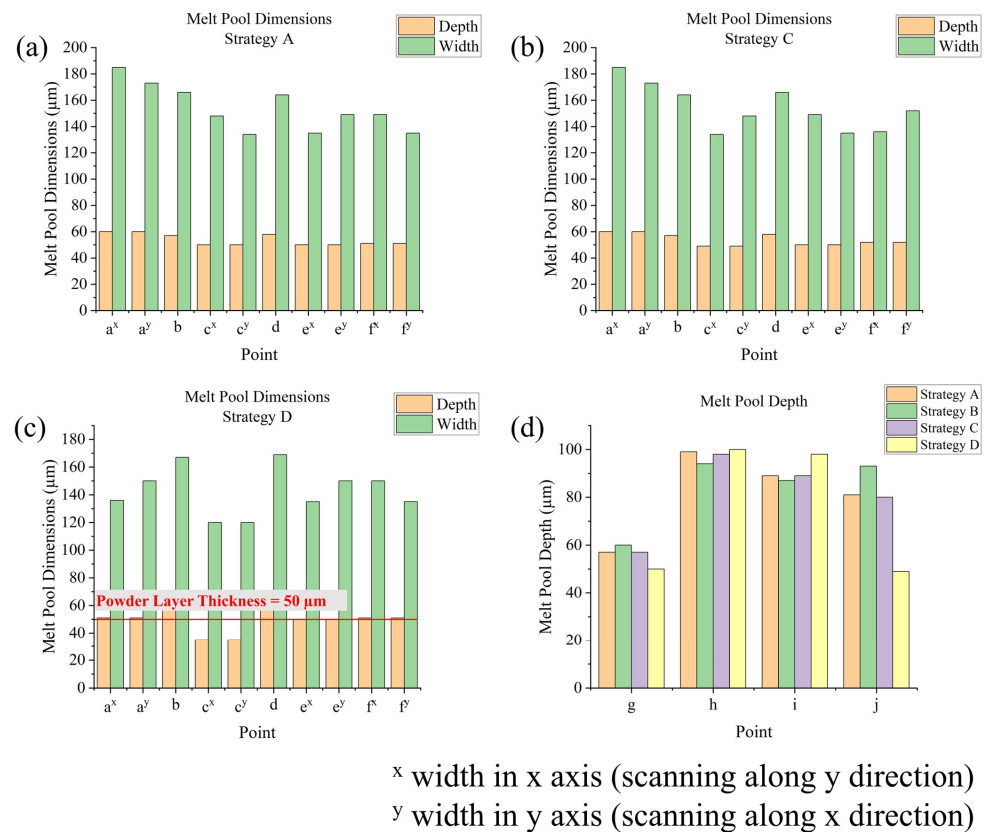 (a)
Melt Pool Dimensions
Strategy A
Depth
Width
Melt Pool Dimensions (µm)
200
180
160
140
120
100
80
60
40
20
0
aˣ aʸ b cˣ cʸ d eˣ eʸ fˣ fʸ
Point
(b)
Melt Pool Dimensions
Strategy C
Depth
Width
Melt Pool Dimensions (µm)
200
180
160
140
120
100
80
60
40
20
0
aˣ aʸ b cˣ cʸ d eˣ eʸ fˣ fʸ
Point
(c)
Melt Pool Dimensions
Strategy D
Depth
Width
Melt Pool Dimensions (µm)
180
160
140
120
100
80
60
40
20
0
Powder Layer Thickness = 50 µm
aˣ aʸ b cˣ cʸ d eˣ eʸ fˣ fʸ
Point
(d)
Melt Pool Depth
Strategy A
Strategy B
Strategy C
Strategy D
Melt Pool Depth (µm)
100
80
60
40
20
0
g h i j
Point
ˣ width in x axis (scanning along y direction)
ʸ width in y axis (scanning along x direction)